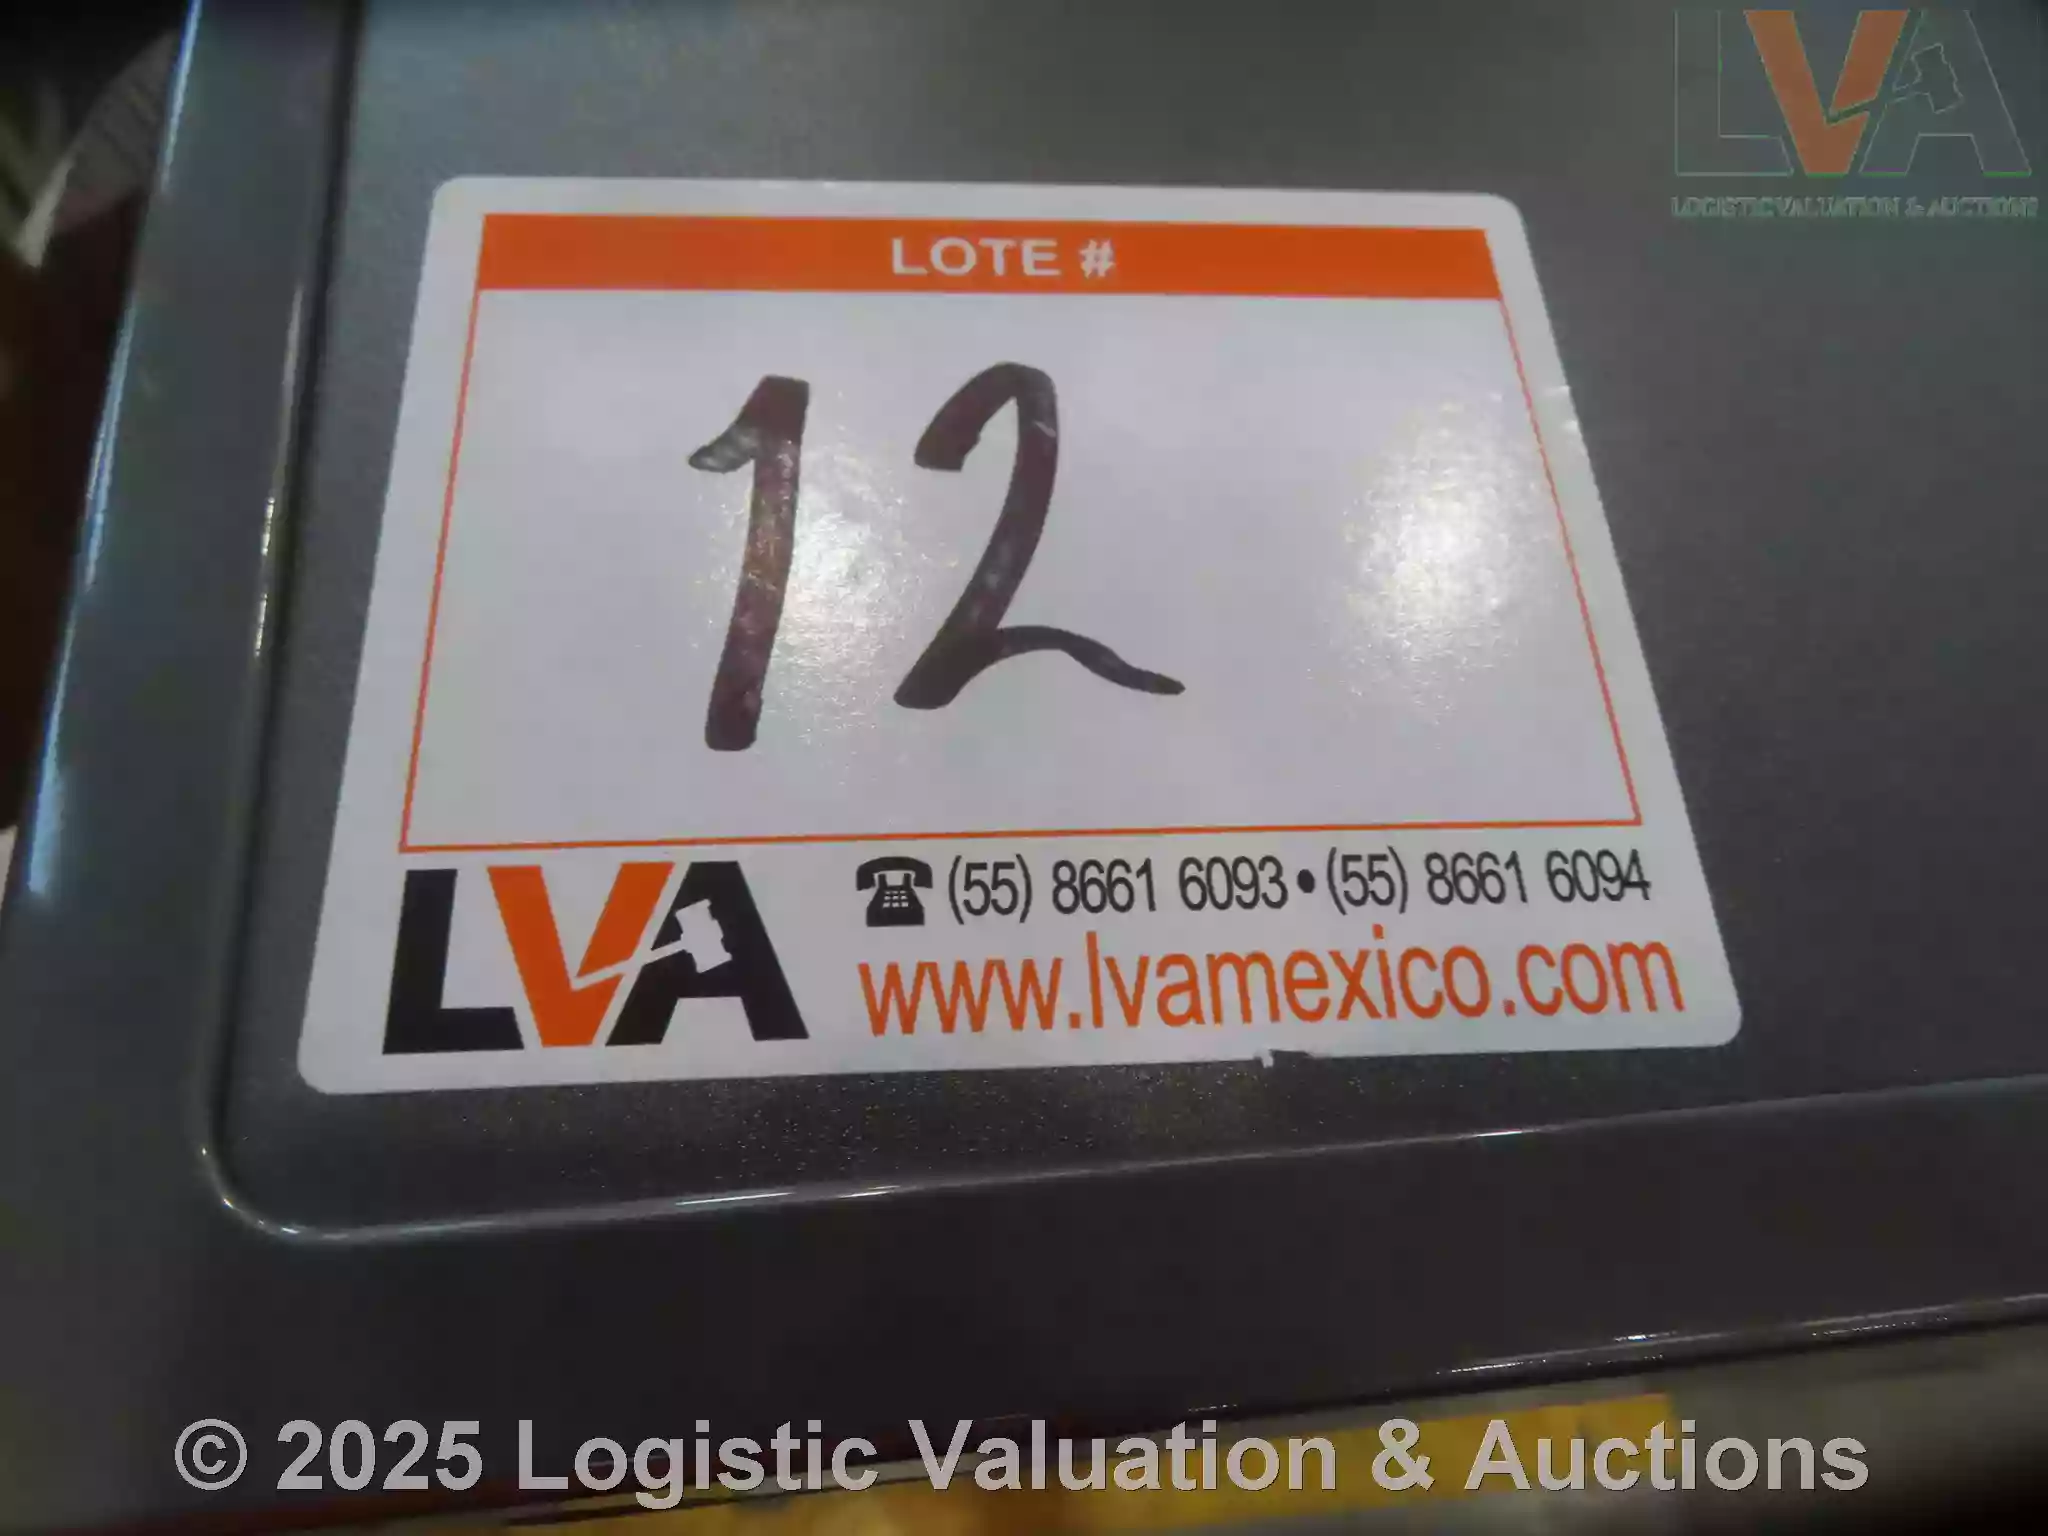 LVA
LOGISTIC VALUATION & AUCTIONS
LOTE #
12
LVA
(55) 8661 6093 • (55) 8661 6094
www.lvamexico.com
© 2025 Logistic Valuation & Auctions